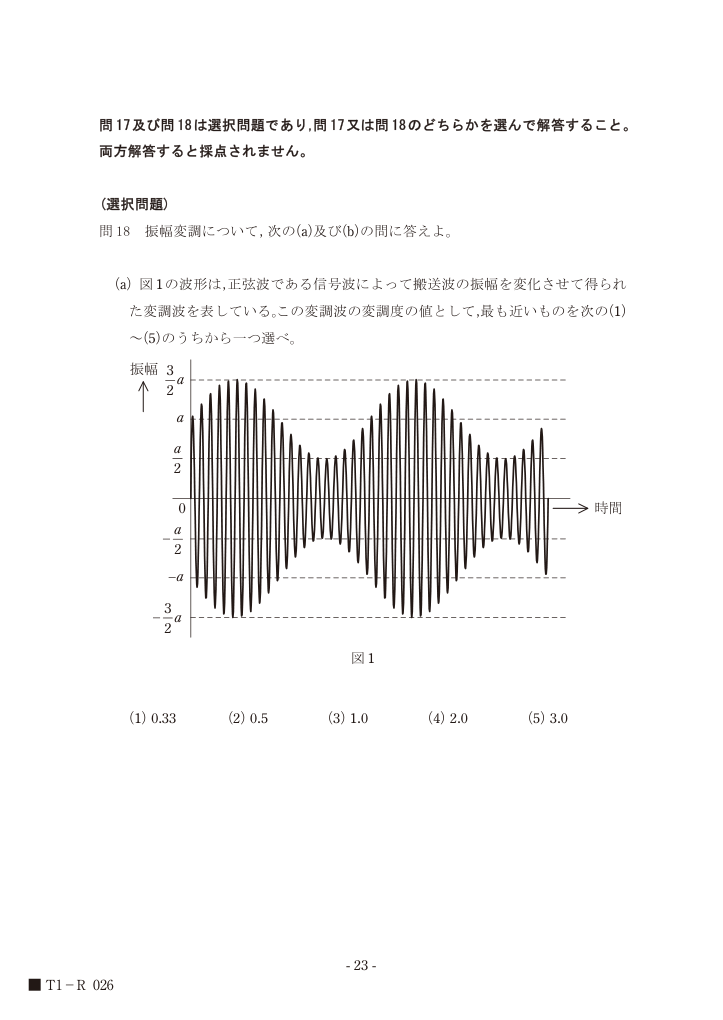 問17及び問18は選択問題であり,問17又は問18のどちらかを選んで解答すること。
両方解答すると採点されません。
(選択問題)
問18 振幅変調について,次の(a)及び(b)の問に答えよ。
(a) 図1の波形は,正弦波である信号波によって搬送波の振幅を変化させて得られ
た変調波を表している。この変調波の変調度の値として,最も近いものを次の(1)
~(5)のうちから一つ選べ。
振幅
3/2 a
a
a/2
0
時間
-a/2
-a
-3/2 a
図1
(1) 0.33 (2) 0.5 (3) 1.0 (4) 2.0 (5) 3.0
- 23 -
■ T1-R 026